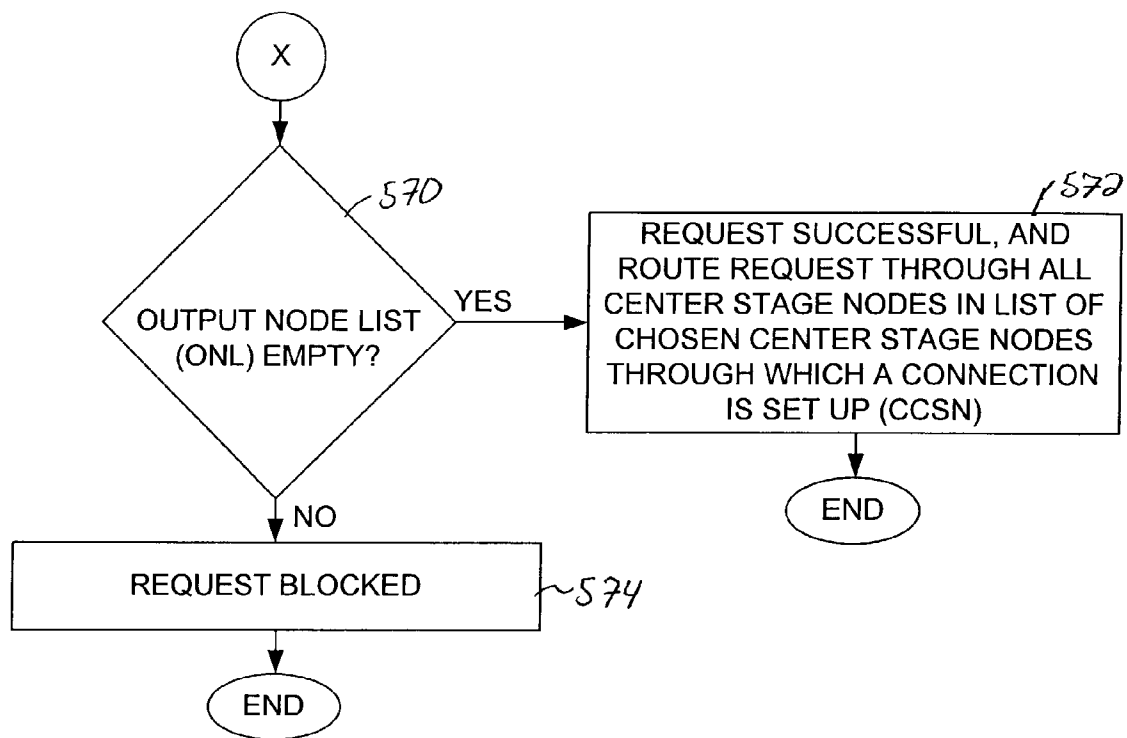 X
570
OUTPUT NODE LIST
(ONL) EMPTY?
YES
572
REQUEST SUCCESSFUL, AND
ROUTE REQUEST THROUGH ALL
CENTER STAGE NODES IN LIST OF
CHOSEN CENTER STAGE NODES
THROUGH WHICH A CONNECTION
IS SET UP (CCSN)
END
NO
REQUEST BLOCKED
574
END